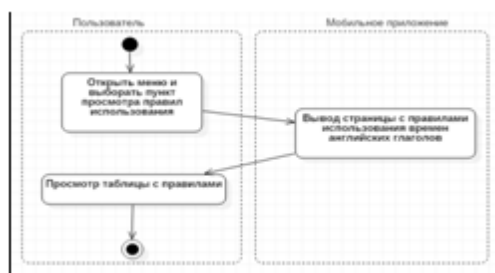 Пользователь
Мобильное приложение
Открыть меню и
выборать пункт
просмотра правил
использования
Вывод страницы с правилами
использования времен
английских глаголов
Просмотр таблицы с правилами